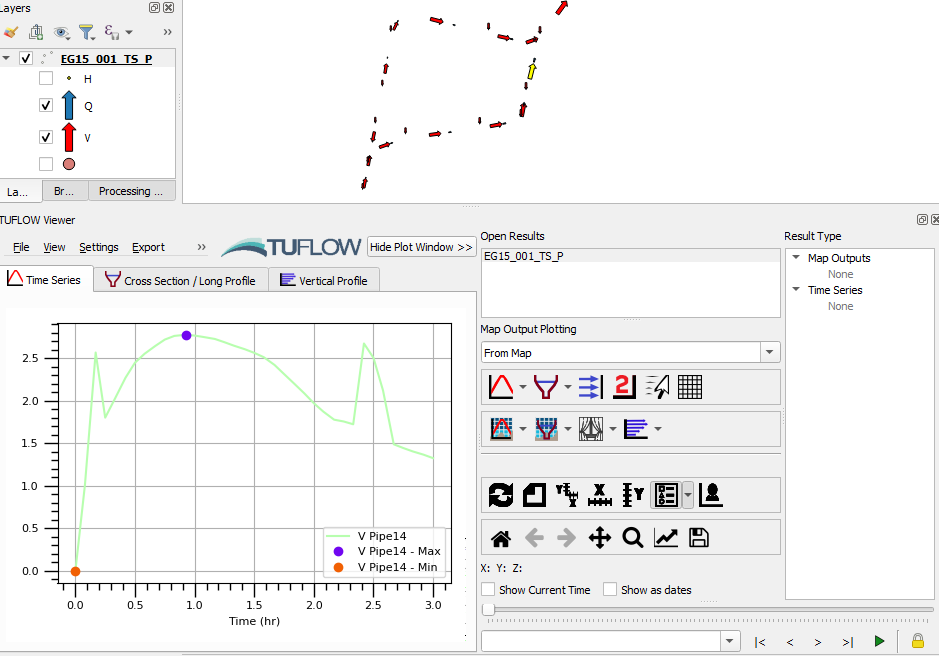 Layers
EG15_001_TS_P
H
Q
V
La...
Br...
Processing ...
TUFLOW Viewer
File View Settings Export >>
TUFLOW
Hide Plot Window >>
Time Series
Cross Section / Long Profile
Vertical Profile
2.5
2.0
1.5
1.0
0.5
0.0
0.0 0.5 1.0 1.5 2.0 2.5 3.0
Time (hr)
V Pipe14
V Pipe14 - Max
V Pipe14 - Min
Open Results
EG15_001_TS_P
Map Output Plotting
From Map
X: Y: Z:
Show Current Time
Show as dates
|< < > >|
Result Type
Map Outputs
None
Time Series
None